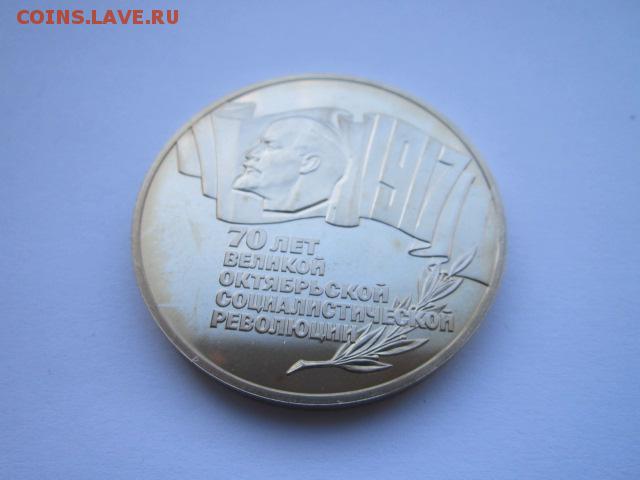 COINS.LAVE.RU
1917
70 ЛЕТ
ВЕЛИКОЙ
ОКТЯБРЬСКОЙ
СОЦИАЛИСТИЧЕСКОЙ
РЕВОЛЮЦИИ